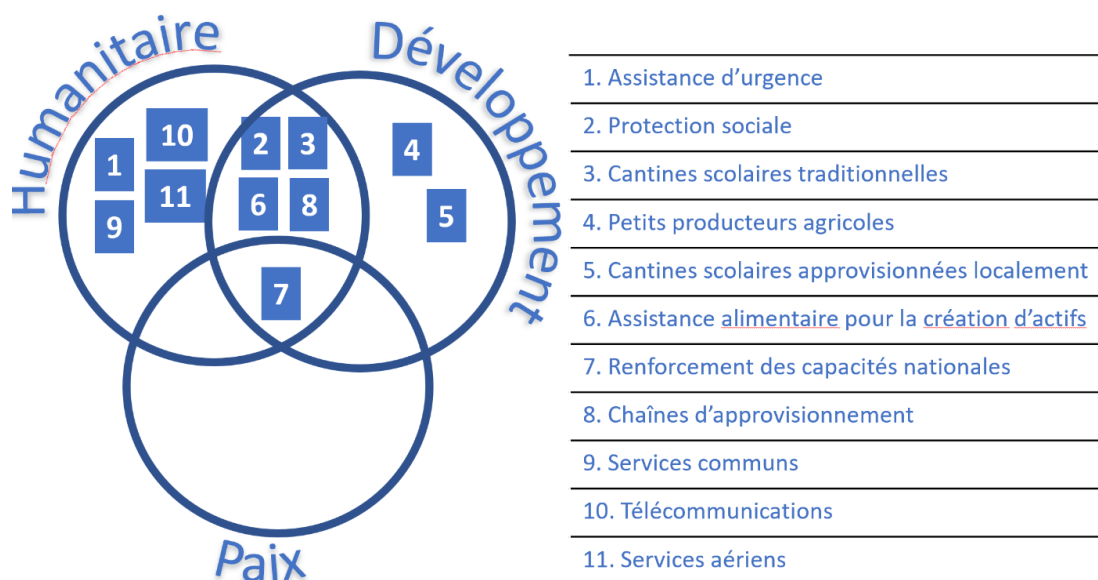 Humanitaire
Développement
10
2
3
4
1
11
6
8
5
9
7
Paix
1. Assistance d’urgence
2. Protection sociale
3. Cantines scolaires traditionnelles
4. Petits producteurs agricoles
5. Cantines scolaires approvisionnées localement
6. Assistance alimentaire pour la création d’actifs
7. Renforcement des capacités nationales
8. Chaînes d’approvisionnement
9. Services communs
10. Télécommunications
11. Services aériens